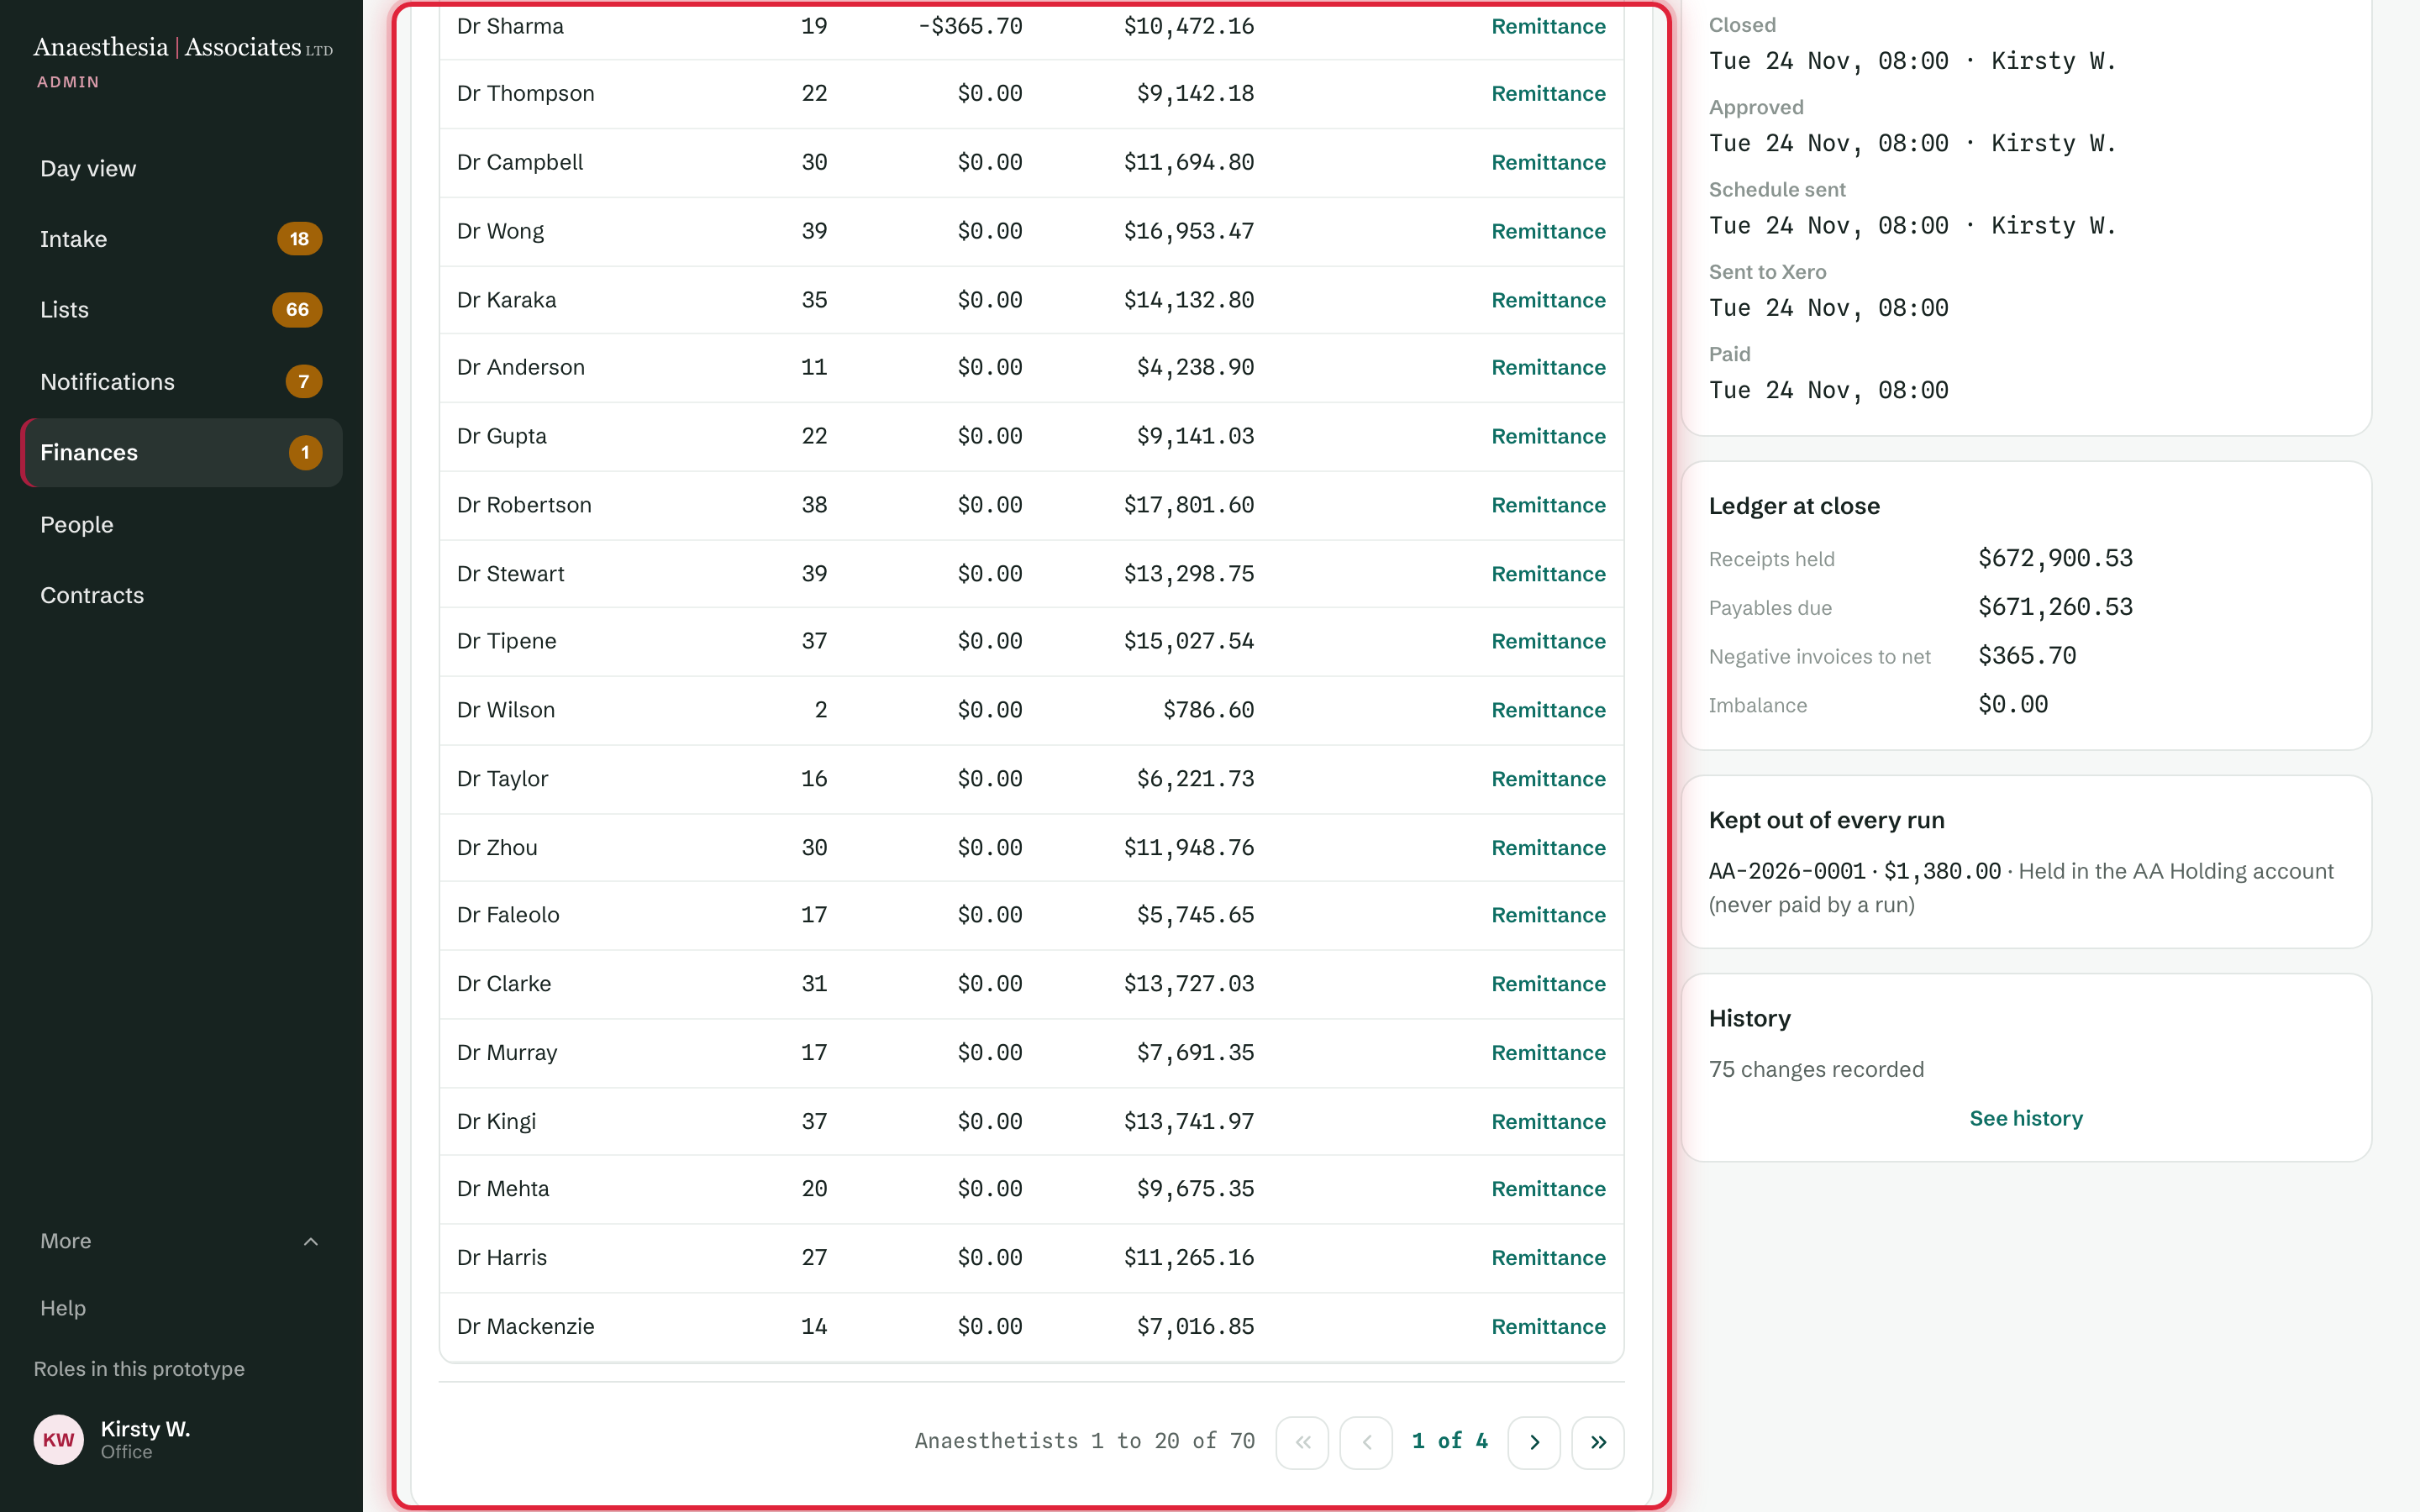 Anaesthesia | Associates LTD
ADMIN
Day view
Intake 18
Lists 66
Notifications 7
Finances 1
People
Contracts
More
Help
Roles in this prototype
KW Kirsty W.
Office
Dr Sharma 19 -$365.70 $10,472.16 Remittance
Dr Thompson 22 $0.00 $9,142.18 Remittance
Dr Campbell 30 $0.00 $11,694.80 Remittance
Dr Wong 39 $0.00 $16,953.47 Remittance
Dr Karaka 35 $0.00 $14,132.80 Remittance
Dr Anderson 11 $0.00 $4,238.90 Remittance
Dr Gupta 22 $0.00 $9,141.03 Remittance
Dr Robertson 38 $0.00 $17,801.60 Remittance
Dr Stewart 39 $0.00 $13,298.75 Remittance
Dr Tipene 37 $0.00 $15,027.54 Remittance
Dr Wilson 2 $0.00 $786.60 Remittance
Dr Taylor 16 $0.00 $6,221.73 Remittance
Dr Zhou 30 $0.00 $11,948.76 Remittance
Dr Faleolo 17 $0.00 $5,745.65 Remittance
Dr Clarke 31 $0.00 $13,727.03 Remittance
Dr Murray 17 $0.00 $7,691.35 Remittance
Dr Kingi 37 $0.00 $13,741.97 Remittance
Dr Mehta 20 $0.00 $9,675.35 Remittance
Dr Harris 27 $0.00 $11,265.16 Remittance
Dr Mackenzie 14 $0.00 $7,016.85 Remittance
Anaesthetists 1 to 20 of 70 « ‹ 1 of 4 › »
Closed
Tue 24 Nov, 08:00 · Kirsty W.
Approved
Tue 24 Nov, 08:00 · Kirsty W.
Schedule sent
Tue 24 Nov, 08:00 · Kirsty W.
Sent to Xero
Tue 24 Nov, 08:00
Paid
Tue 24 Nov, 08:00
Ledger at close
Receipts held $672,900.53
Payables due $671,260.53
Negative invoices to net $365.70
Imbalance $0.00
Kept out of every run
AA-2026-0001 · $1,380.00 · Held in the AA Holding account
(never paid by a run)
History
75 changes recorded
See history